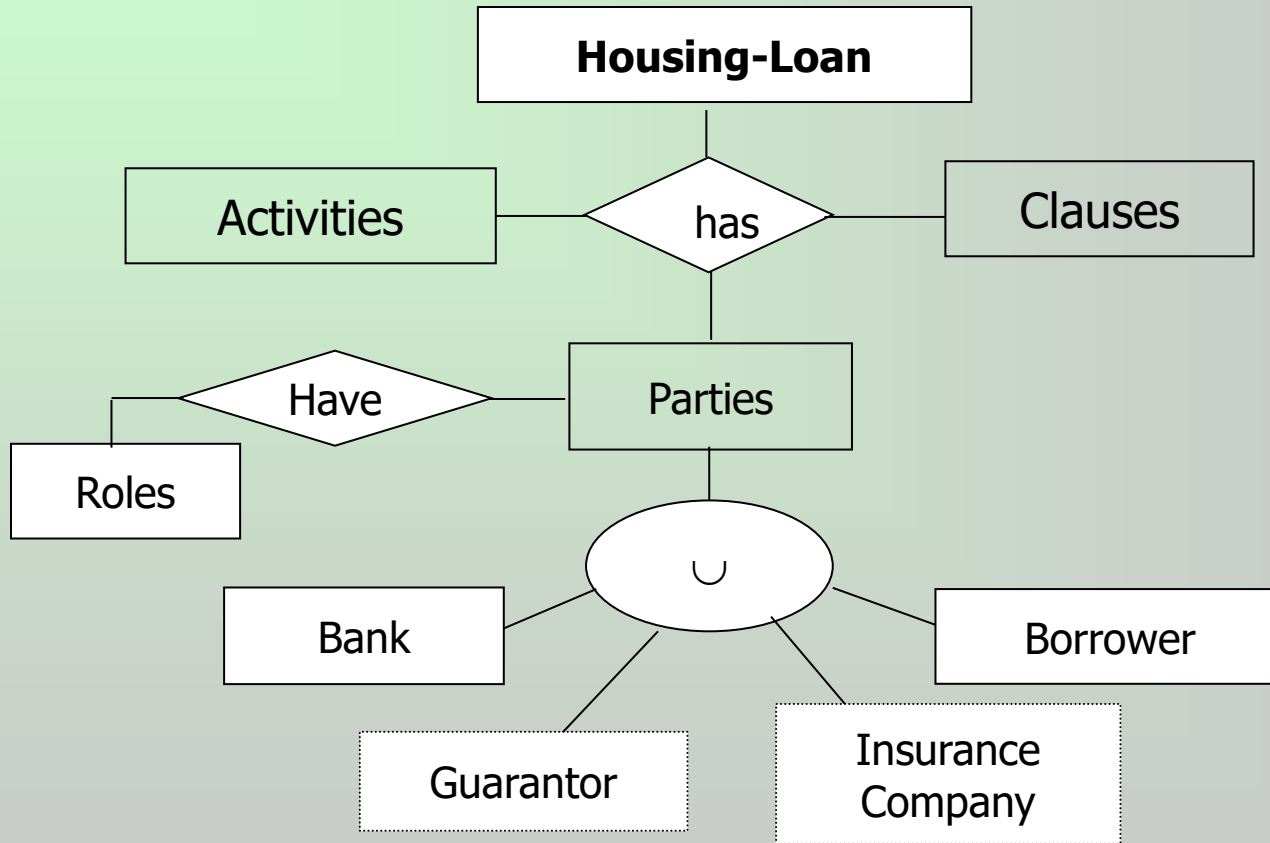 Housing-Loan
Activities
has
Clauses
Have
Parties
Roles
∪
Bank
Borrower
Guarantor
Insurance
Company